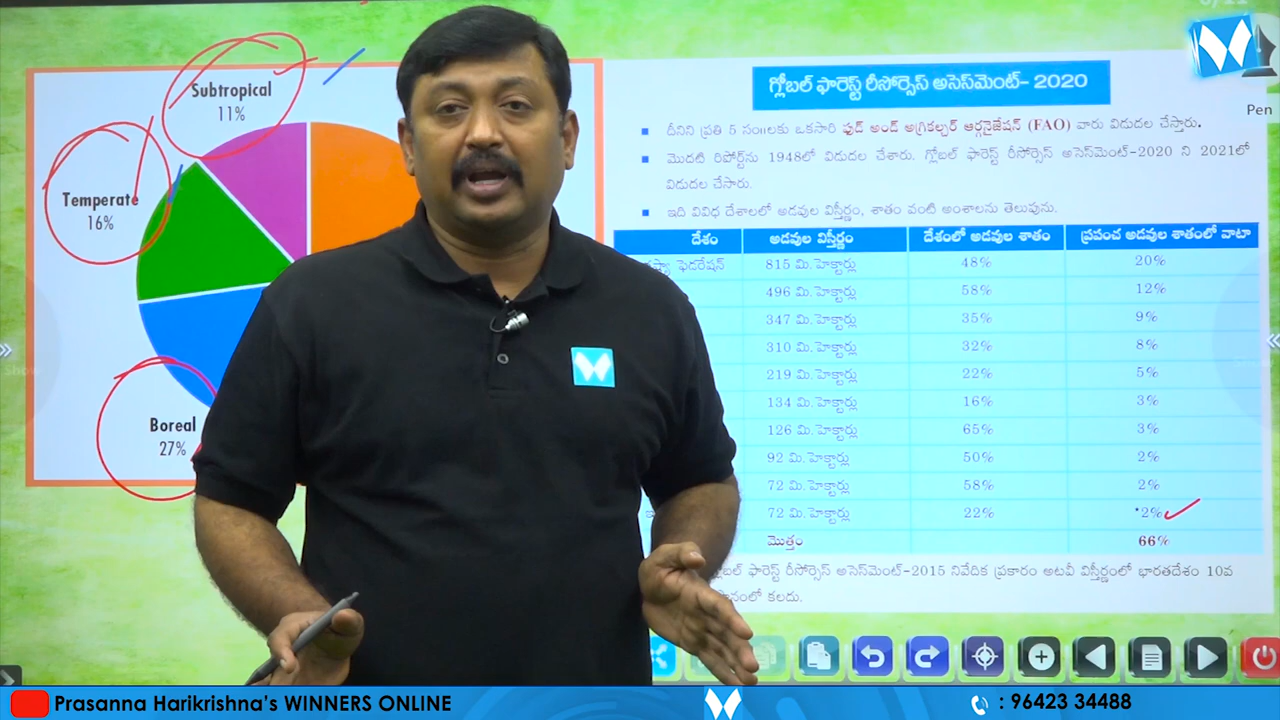 Subtropical
11%
Temperate
16%
Boreal
27%
Pen
గ్లోబల్ ఫారెస్ట్ రీసోర్సెస్ అసెస్‌మెంట్- 2020
దీనిని ప్రతి 5 సం॥లకు ఒకసారి ఫుడ్ అండ్ అగ్రికల్చర్ ఆర్గనైజేషన్ (FAO) వారు విడుదల చేస్తారు.
మొదటి రిపోర్ట్‌ను 1948లో విడుదల చేశారు. గ్లోబల్ ఫారెస్ట్ రీసోర్సెస్ అసెస్‌మెంట్-2020 ని 2021లో
విడుదల చేసారు.
ఇది వివిధ దేశాలలో అడవుల విస్తీర్ణం, శాతం వంటి అంశాలను తెలుపును.
దేశం అడవుల విస్తీర్ణం దేశంలో అడవుల శాతం ప్రపంచ అడవుల శాతంలో వాటా
ఫెడరేషన్ 815 మి.హెక్టార్లు 48% 20%
496 మి.హెక్టార్లు 58% 12%
347 మి.హెక్టార్లు 35% 9%
310 మి.హెక్టార్లు 32% 8%
219 మి.హెక్టార్లు 22% 5%
134 మి.హెక్టార్లు 16% 3%
126 మి.హెక్టార్లు 65% 3%
92 మి.హెక్టార్లు 50% 2%
72 మి.హెక్టార్లు 58% 2%
72 మి.హెక్టార్లు 22% 2%
మొత్తం 66%
ఫారెస్ట్ రీసోర్సెస్ అసెస్‌మెంట్-2015 నివేదిక ప్రకారం అటవీ విస్తీర్ణంలో భారతదేశం 10వ
కలదు.
Prasanna Harikrishna's WINNERS ONLINE : 96423 34488